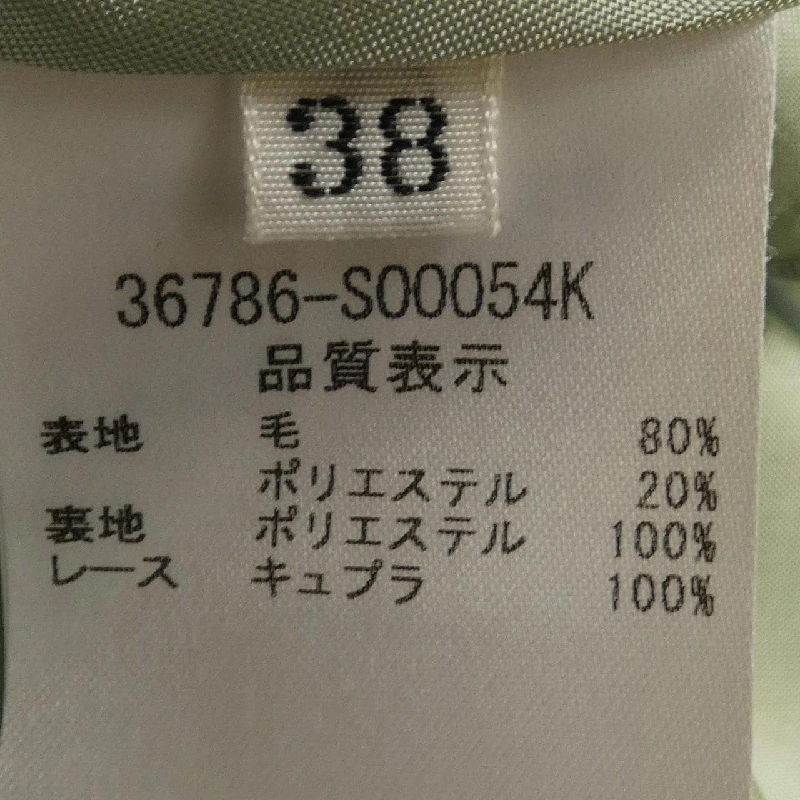 38
36786-S00054K
品質表示
表地 毛 80%
ポリエステル 20%
裏地 ポリエステル 100%
レース キュプラ 100%